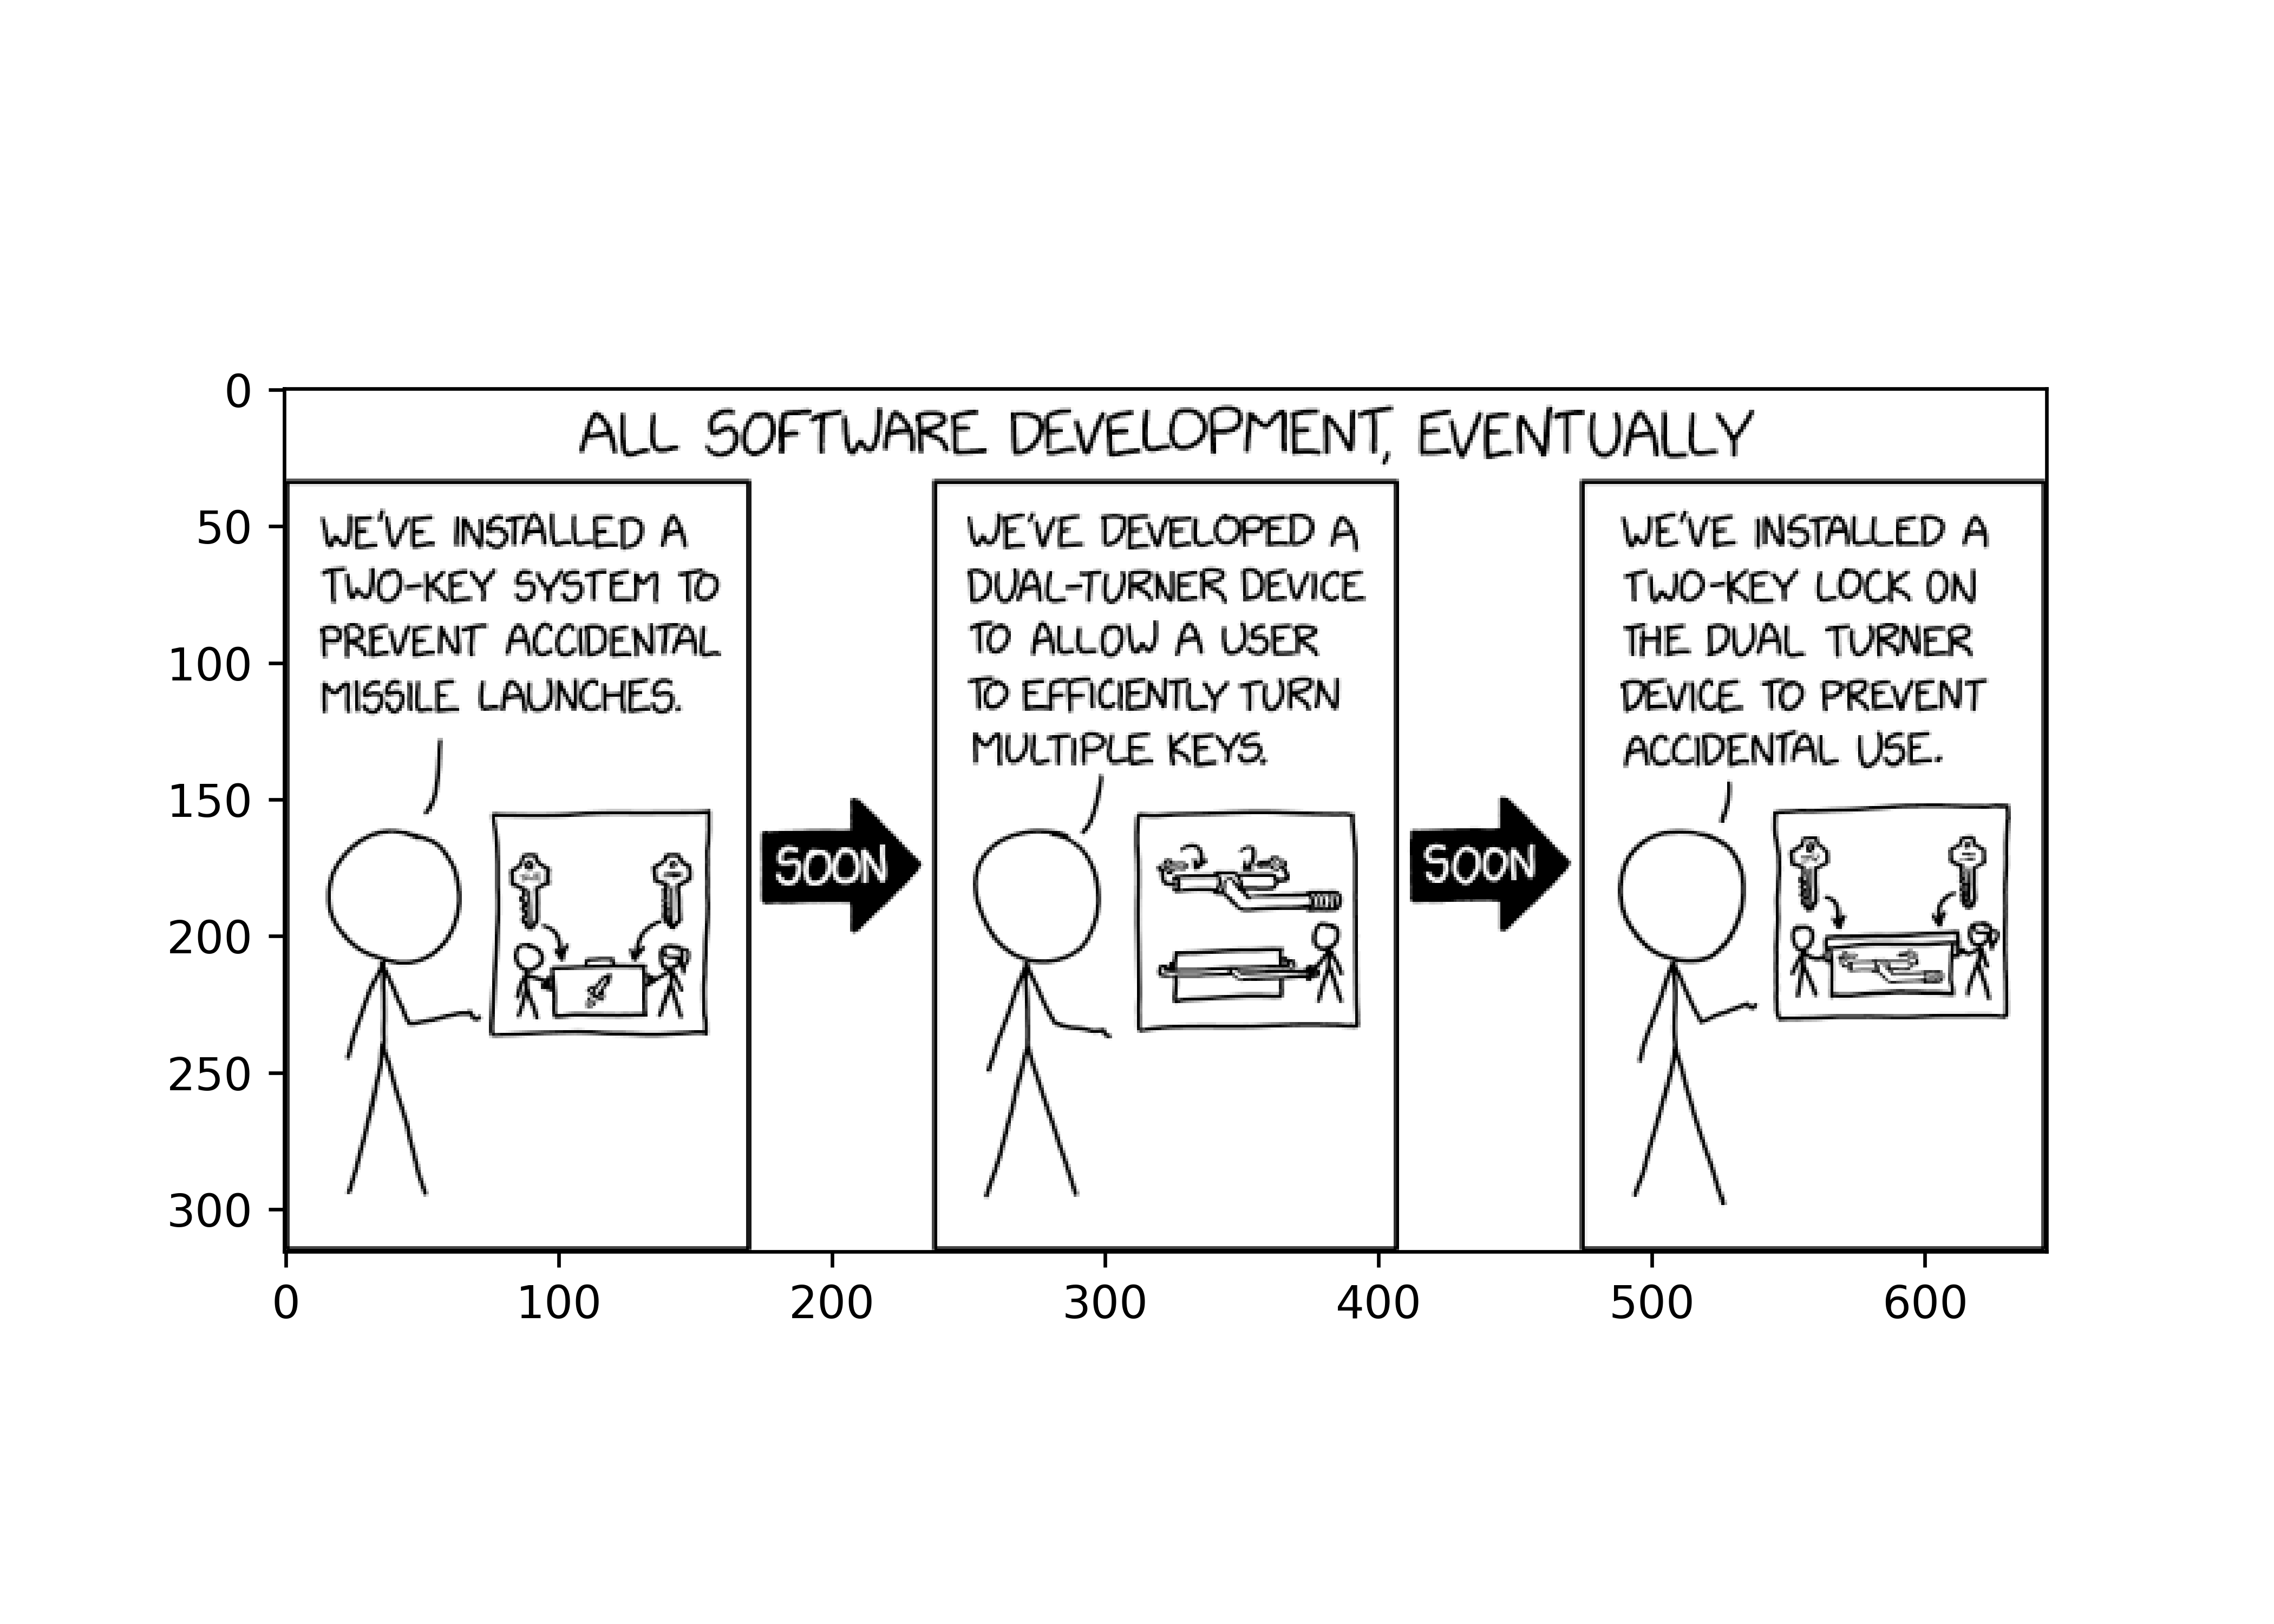 ALL SOFTWARE DEVELOPMENT, EVENTUALLY
WE'VE INSTALLED A
TWO-KEY SYSTEM TO
PREVENT ACCIDENTAL
MISSILE LAUNCHES.
SOON
WE'VE DEVELOPED A
DUAL-TURNER DEVICE
TO ALLOW A USER
TO EFFICIENTLY TURN
MULTIPLE KEYS.
SOON
WE'VE INSTALLED A
TWO-KEY LOCK ON
THE DUAL TURNER
DEVICE TO PREVENT
ACCIDENTAL USE.
0
50
100
150
200
250
300
0 100 200 300 400 500 600